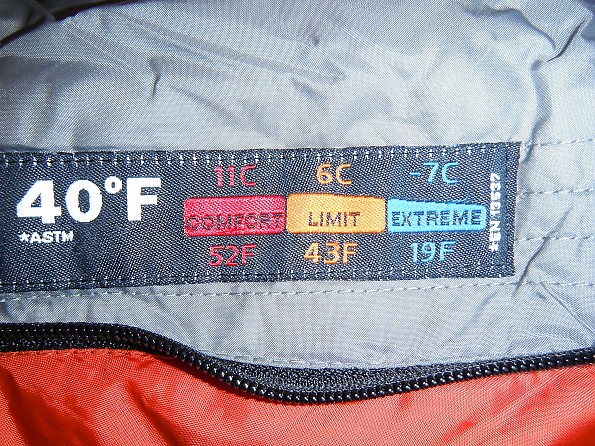 40°F
*ASTM
11C 6C -7C
COMFORT LIMIT EXTREME
52F 43F 19F